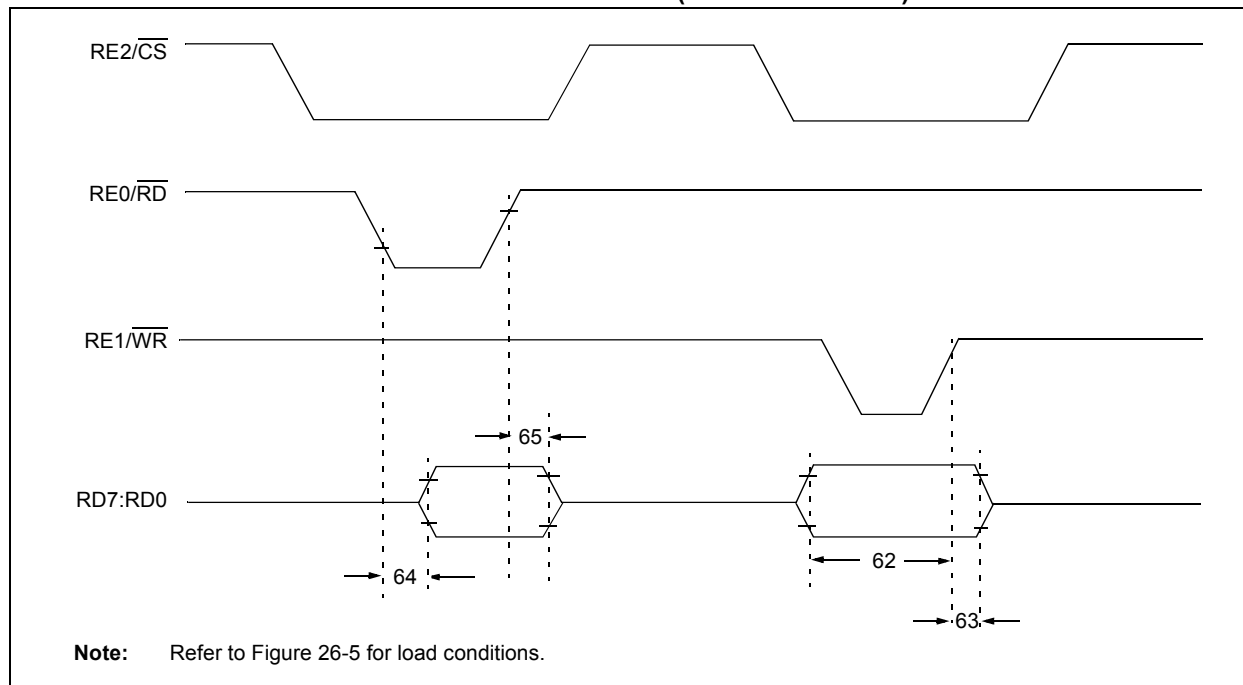 RE2/CS
RE0/RD
RE1/WR
65
RD7:RD0
64
62
63
Note: Refer to Figure 26-5 for load conditions.